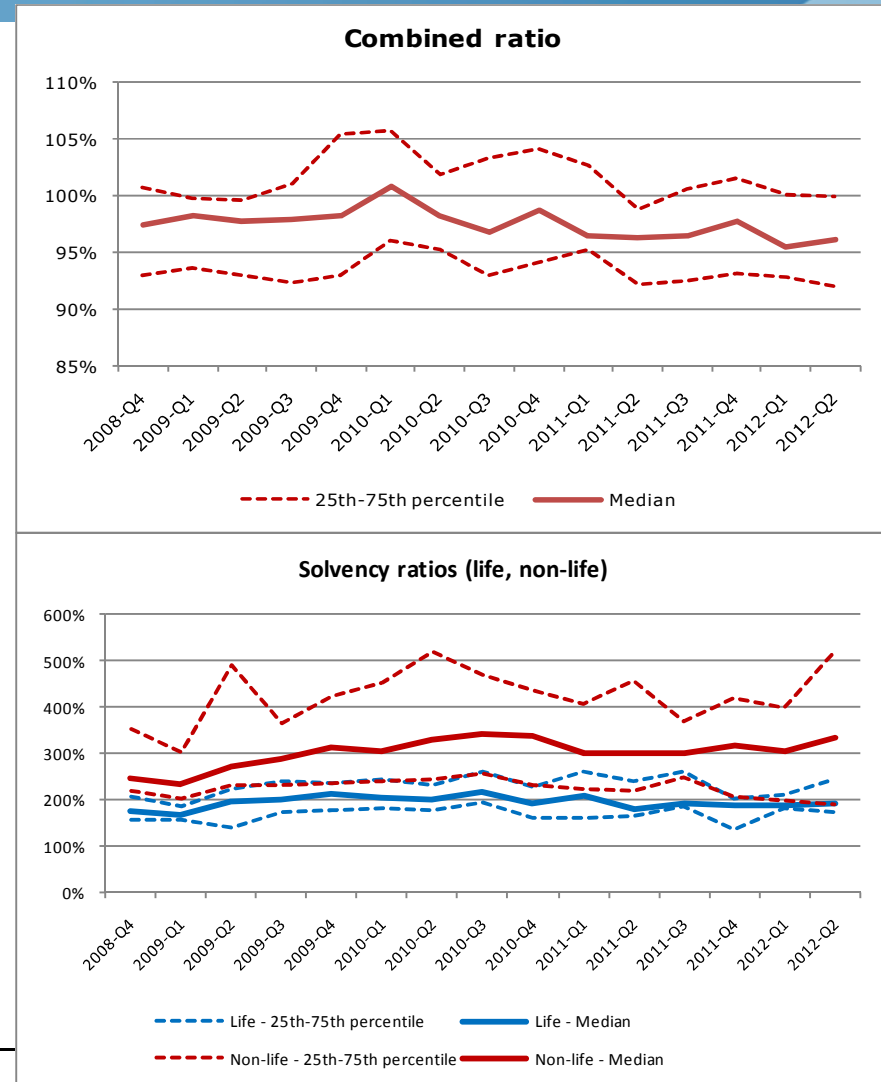 Combined ratio
110%
105%
100%
95%
90%
85%
2008-Q4
2009-Q1
2009-Q2
2009-Q3
2009-Q4
2010-Q1
2010-Q2
2010-Q3
2010-Q4
2011-Q1
2011-Q2
2011-Q3
2011-Q4
2012-Q1
2012-Q2
25th-75th percentile
Median
Solvency ratios (life, non-life)
600%
500%
400%
300%
200%
100%
0%
2008-Q4
2009-Q1
2009-Q2
2009-Q3
2009-Q4
2010-Q1
2010-Q2
2010-Q3
2010-Q4
2011-Q1
2011-Q2
2011-Q3
2011-Q4
2012-Q1
2012-Q2
Life - 25th-75th percentile
Life - Median
Non-life - 25th-75th percentile
Non-life - Median